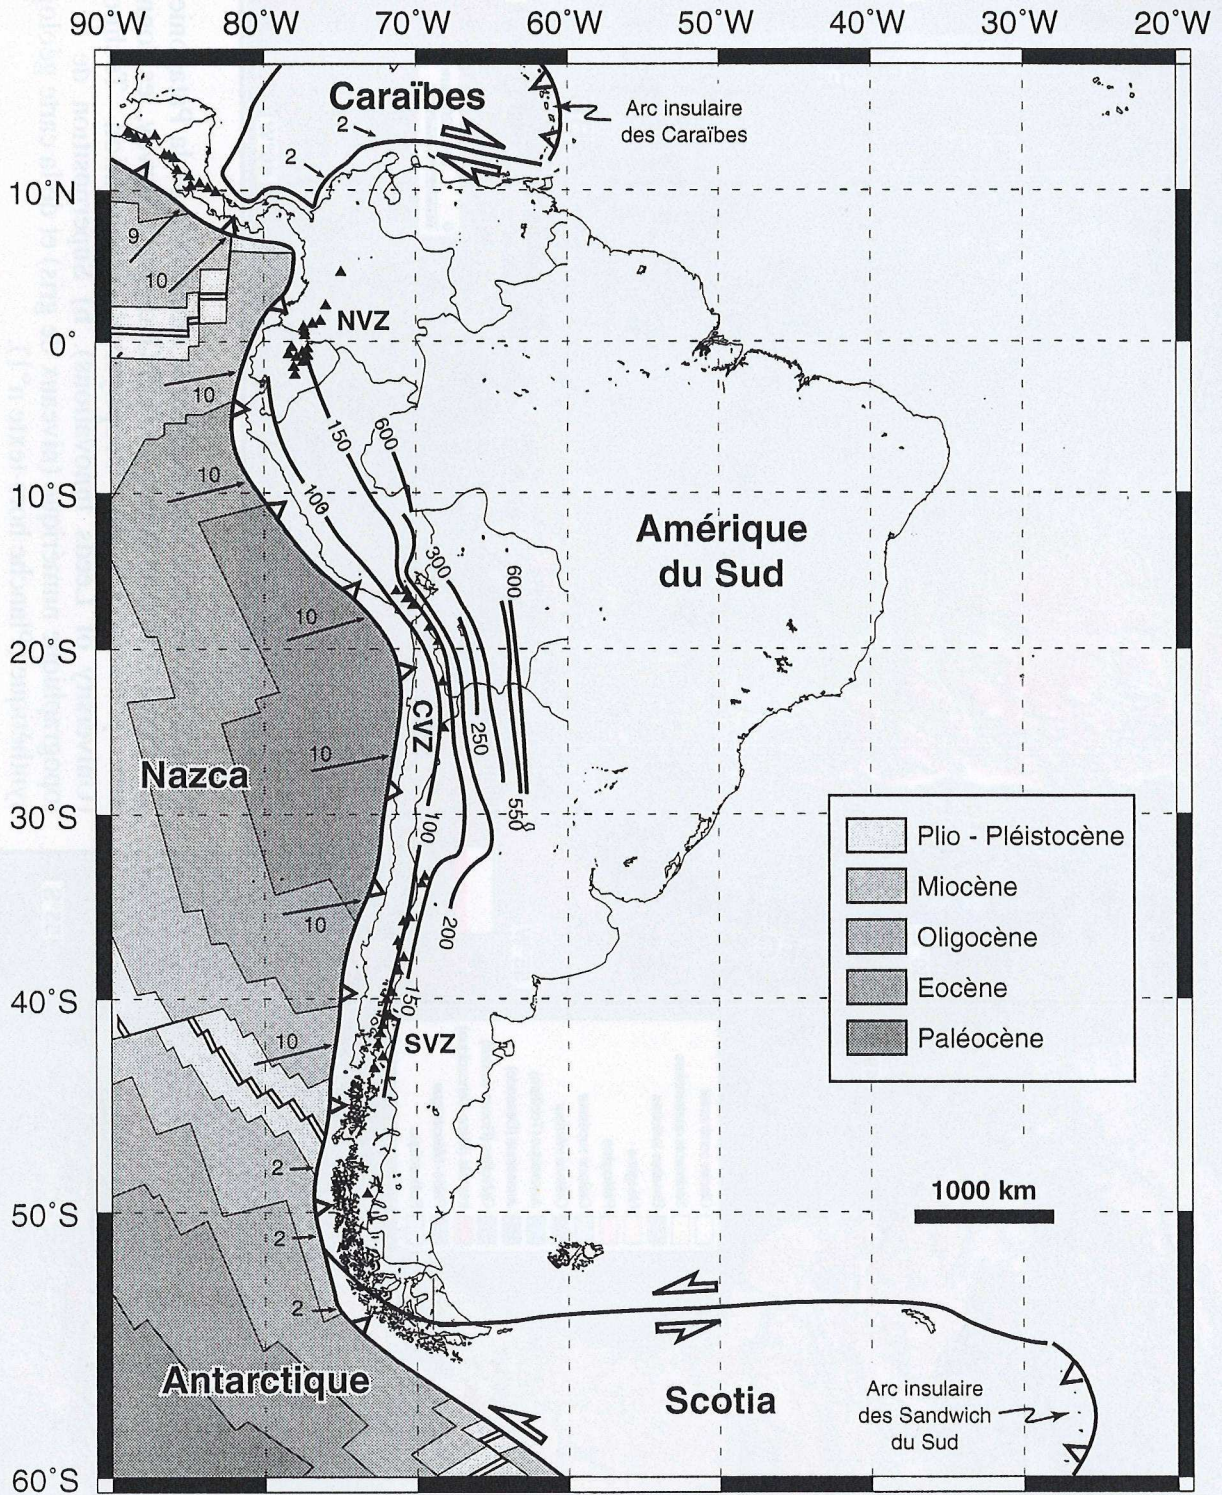 90°W 80°W 70°W 60°W 50°W 40°W 30°W 20°W
Caraïbes
Arc insulaire
des Caraïbes
2
2
10°N
9
10
NVZ
0°
10
150
600
10
100
10°S
Amérique
du Sud
300
600
10
20°S
CVZ
250
10
Nazca
550
100
30°S
Plio - Pléistocène
Miocène
Oligocène
Eocène
Paléocène
10
200
40°S
150
10
SVZ
2
1000 km
50°S
2
2
Antarctique
Scotia
Arc insulaire
des Sandwich
du Sud
60°S